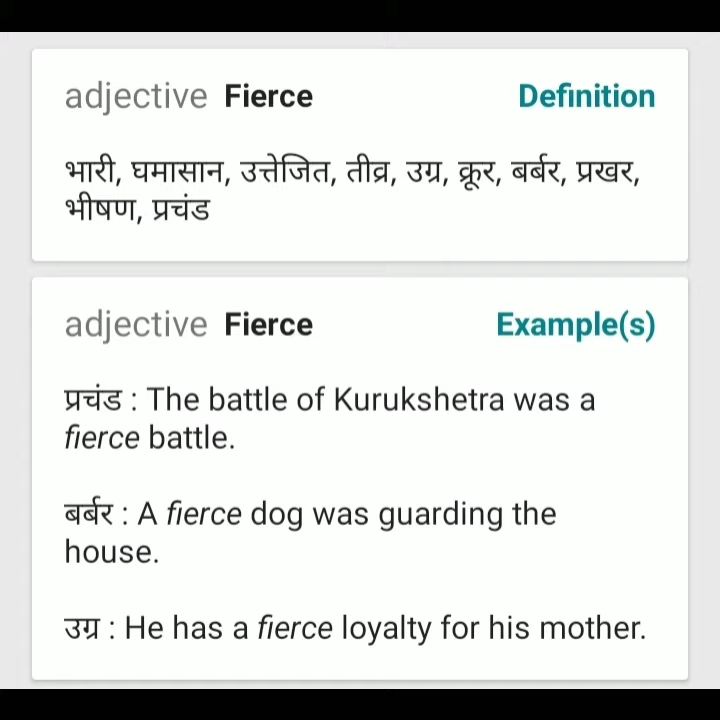 adjective Fierce Definition
भारी, घमासान, उत्तेजित, तीव्र, उग्र, क्रूर, बर्बर, प्रखर,
भीषण, प्रचंड
adjective Fierce Example(s)
प्रचंड : The battle of Kurukshetra was a
fierce battle.
बर्बर : A fierce dog was guarding the
house.
उग्र : He has a fierce loyalty for his mother.